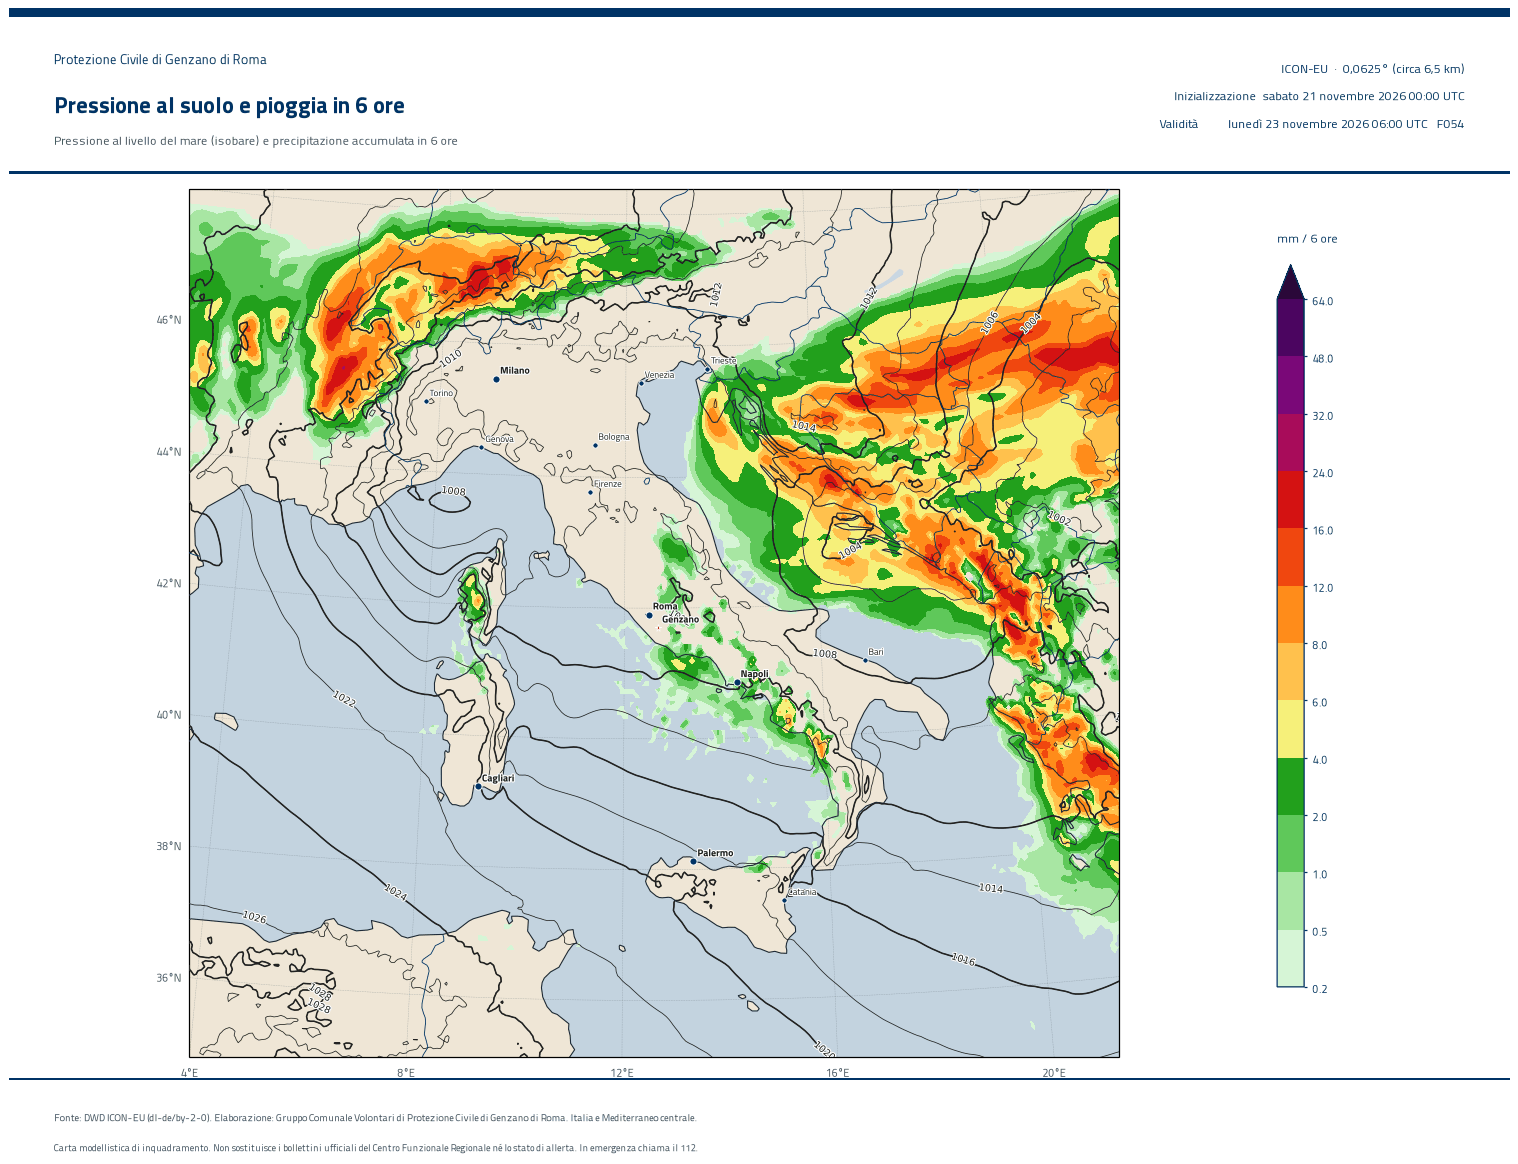 Protezione Civile di Genzano di Roma
Pressione al suolo e pioggia in 6 ore
Pressione al livello del mare (isobare) e precipitazione accumulata in 6 ore
ICON-EU · 0,0625° (circa 6,5 km)
Inizializzazione sabato 21 novembre 2026 00:00 UTC
Validità lunedì 23 novembre 2026 06:00 UTC F054
mm / 6 ore
64.0
48.0
32.0
24.0
16.0
12.0
8.0
6.0
4.0
2.0
1.0
0.5
0.2
46°N
44°N
42°N
40°N
38°N
36°N
4°E
8°E
12°E
16°E
20°E
1012
1012
1006
1004
1010
Milano
Trieste
Venezia
Torino
1014
Genova
Bologna
Firenze
1008
1002
1004
Roma
Genzano
1008
Bari
Napoli
1022
Cagliari
Palermo
Catania
1024
1014
1026
1016
1028
1028
1020
Fonte: DWD ICON-EU (dl-de/by-2-0). Elaborazione: Gruppo Comunale Volontari di Protezione Civile di Genzano di Roma. Italia e Mediterraneo centrale.
Carta modellistica di inquadramento. Non sostituisce i bollettini ufficiali del Centro Funzionale Regionale né lo stato di allerta. In emergenza chiama il 112.